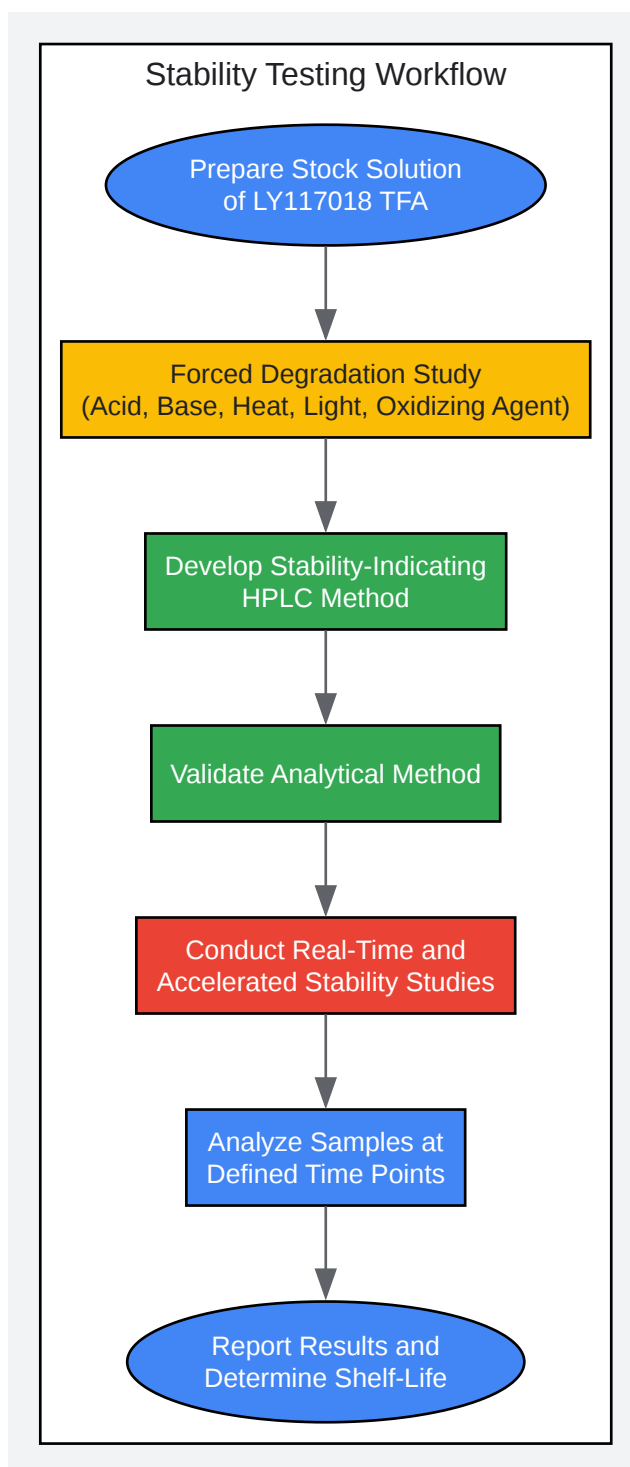 Stability Testing Workflow
Prepare Stock Solution
of LY117018 TFA
Forced Degradation Study
(Acid, Base, Heat, Light, Oxidizing Agent)
Develop Stability-Indicating
HPLC Method
Validate Analytical Method
Conduct Real-Time and
Accelerated Stability Studies
Analyze Samples at
Defined Time Points
Report Results and
Determine Shelf-Life